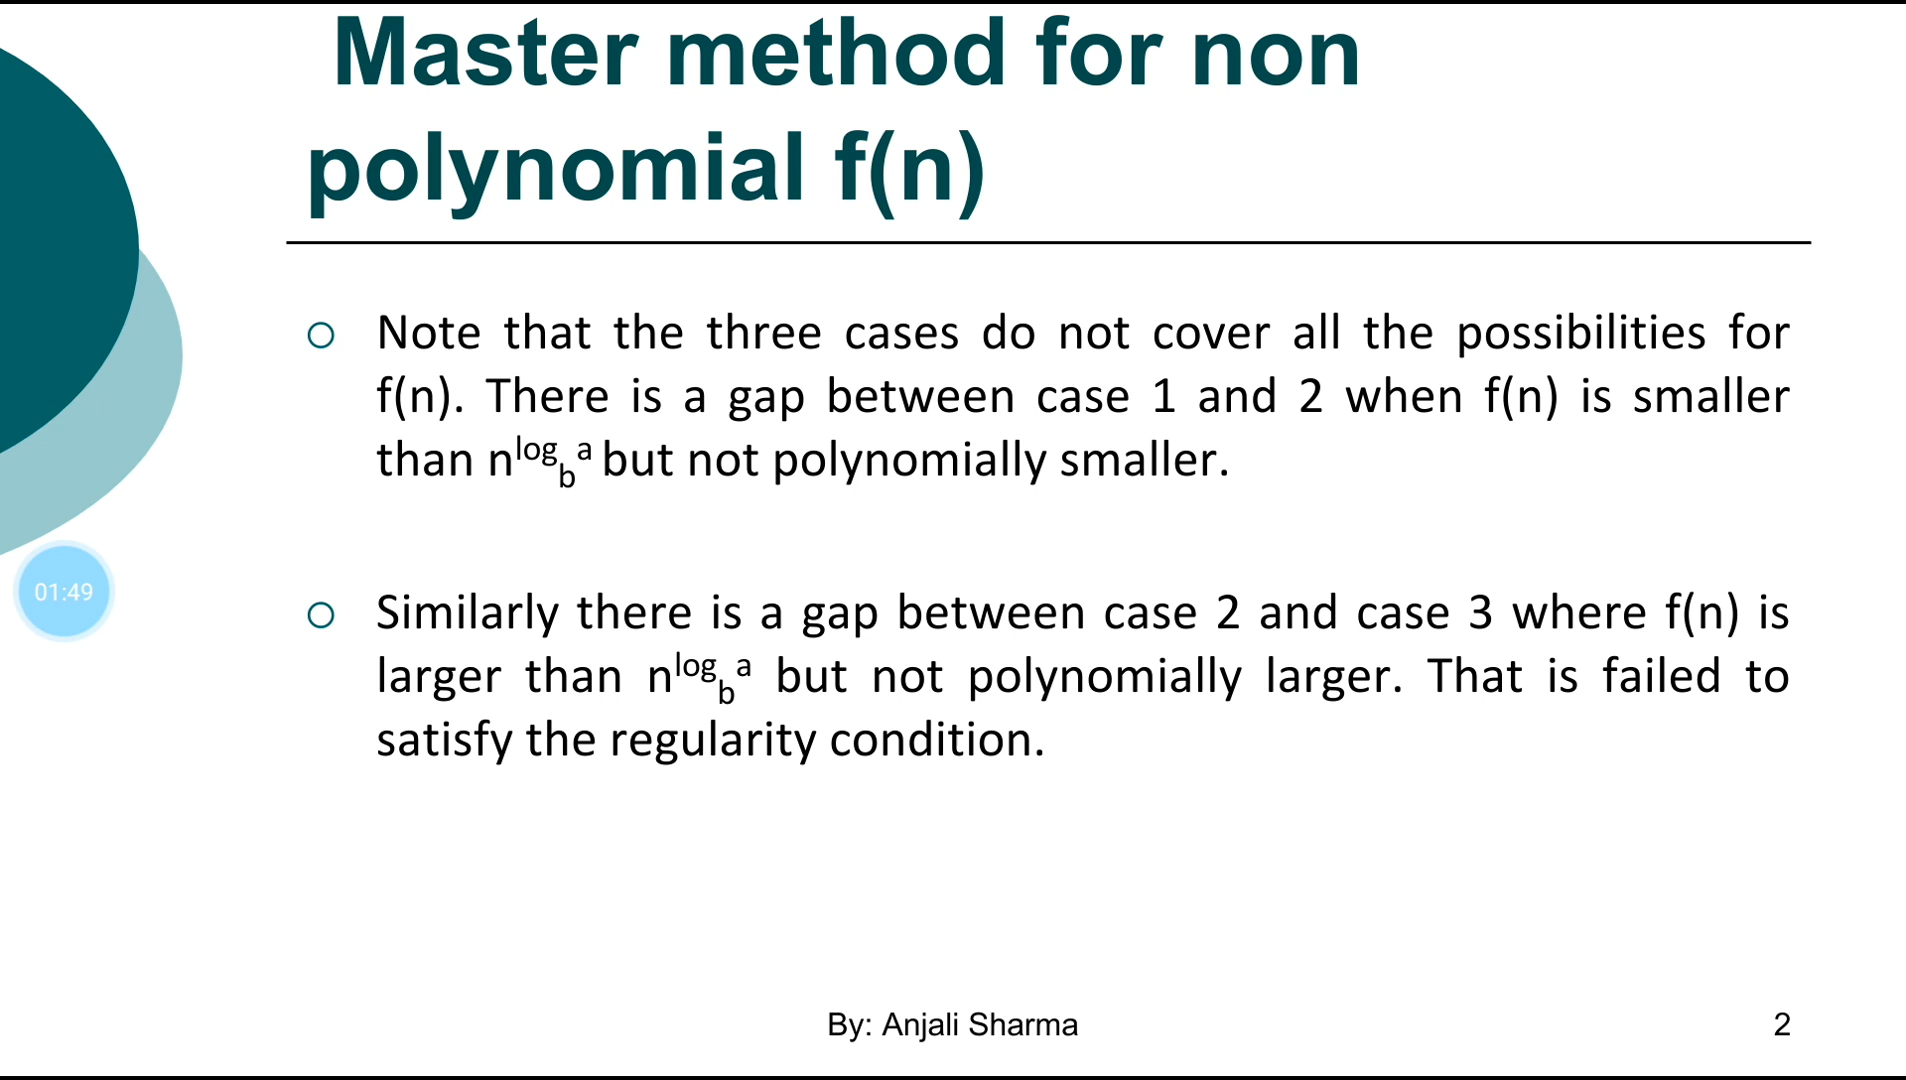 Master method for non
polynomial f(n)
Note that the three cases do not cover all the possibilities for
f(n). There is a gap between case 1 and 2 when f(n) is smaller
than n^log_b^a but not polynomially smaller.
01:49
Similarly there is a gap between case 2 and case 3 where f(n) is
larger than n^log_b^a but not polynomially larger. That is failed to
satisfy the regularity condition.
By: Anjali Sharma
2